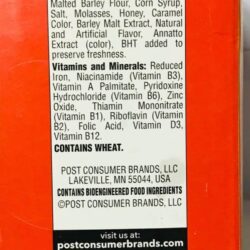 Malted Barley Flour, Corn Syrup,
Salt, Molasses, Honey, Caramel
Color, Barley Malt Extract, Natural
and Artificial Flavor, Annatto
Extract (color), BHT added to
preserve freshness.
Vitamins and Minerals: Reduced
Iron, Niacinamide (Vitamin B3),
Vitamin A Palmitate, Pyridoxine
Hydrochloride (Vitamin B6), Zinc
Oxide, Thiamin Mononitrate
(Vitamin B1), Riboflavin (Vitamin
B2), Folic Acid, Vitamin D3,
Vitamin B12.
CONTAINS WHEAT.
POST CONSUMER BRANDS, LLC
LAKEVILLE, MN 55044, USA
CONTAINS BIOENGINEERED FOOD INGREDIENTS
©POST CONSUMER BRANDS, LLC
visit us at:
postconsumerbrands.com